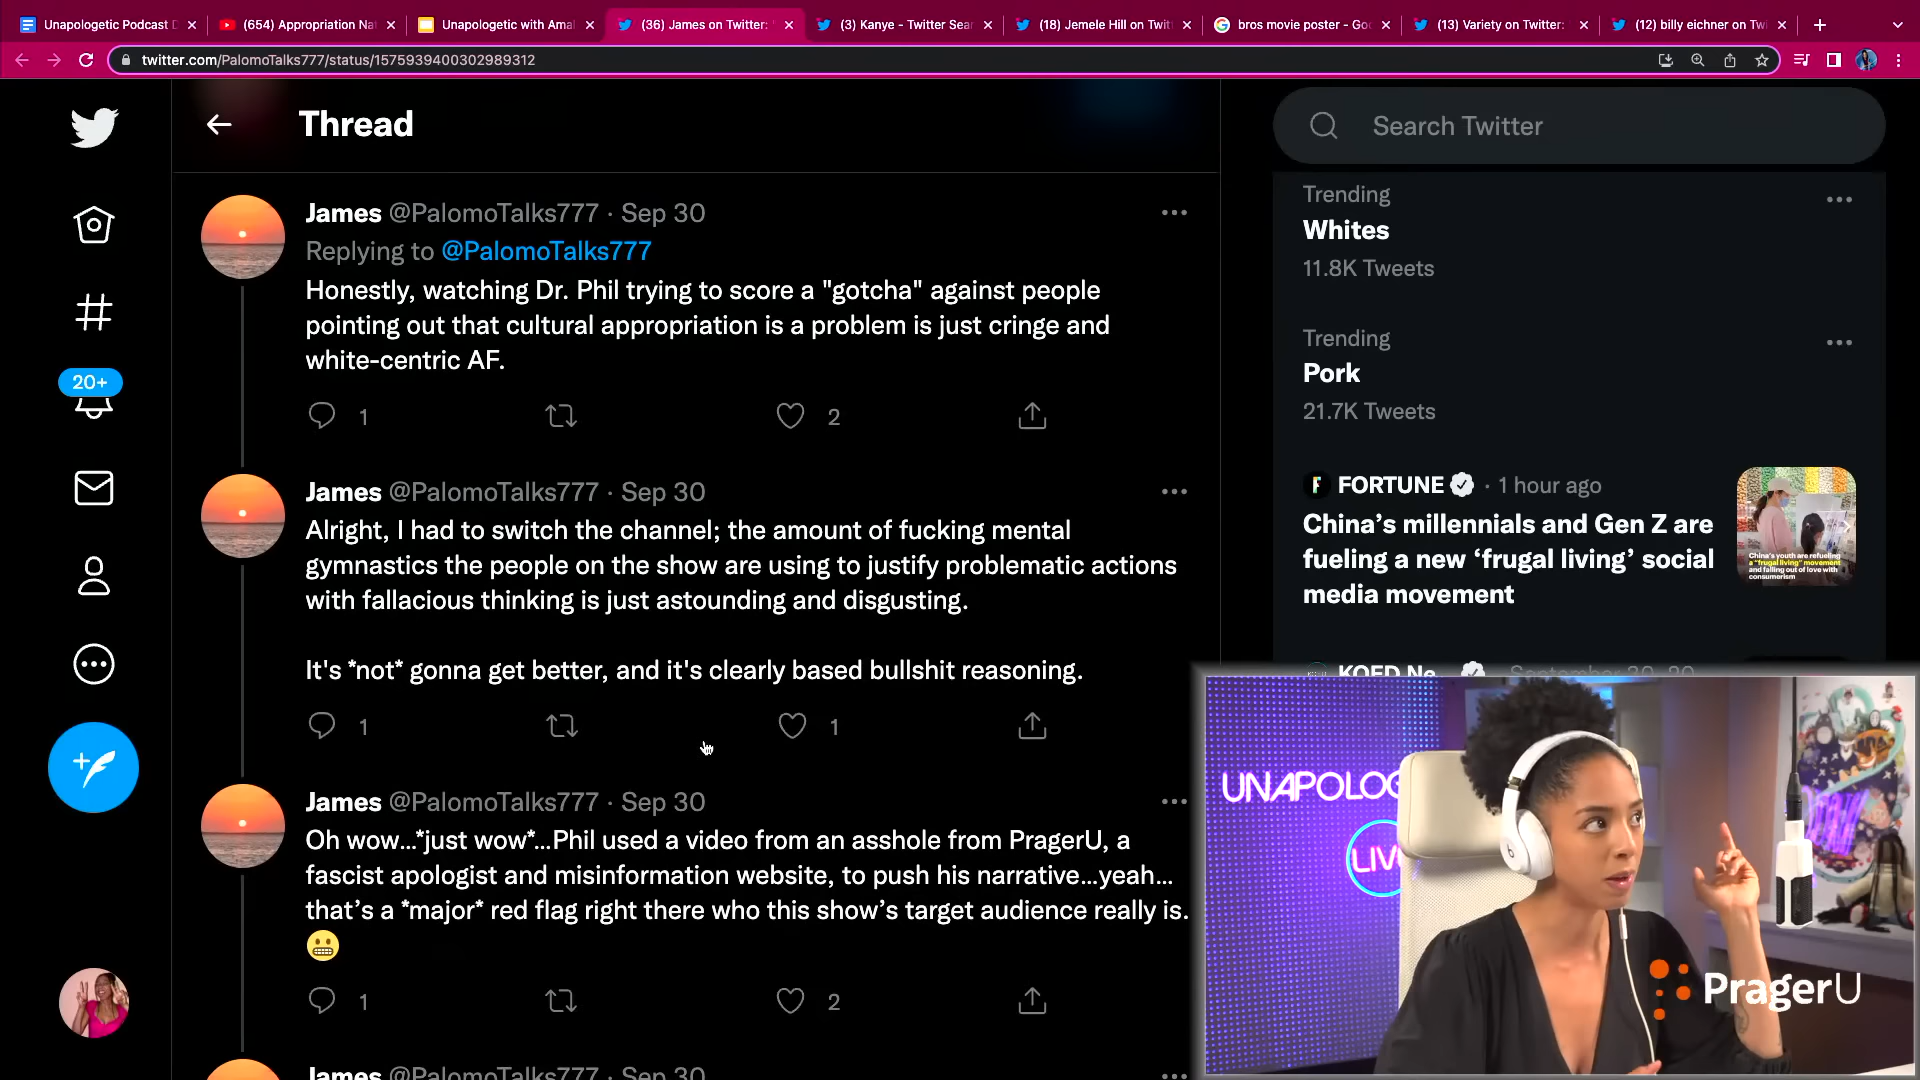 Unapologetic Podcast D
(654) Appropriation Nat
Unapologetic with Amal
(36) James on Twitter: "
(3) Kanye - Twitter Sear
(18) Jemele Hill on Twitt
bros movie poster - Goo
(13) Variety on Twitter:
(12) billy eichner on Twi
twitter.com/PalomoTalks777/status/1575939400302989312
Thread
Search Twitter
20+
James @PalomoTalks777 · Sep 30
Replying to @PalomoTalks777
Honestly, watching Dr. Phil trying to score a "gotcha" against people
pointing out that cultural appropriation is a problem is just cringe and
white-centric AF.
1
2
James @PalomoTalks777 · Sep 30
Alright, I had to switch the channel; the amount of fucking mental
gymnastics the people on the show are using to justify problematic actions
with fallacious thinking is just astounding and disgusting.
It's *not* gonna get better, and it's clearly based bullshit reasoning.
1
1
James @PalomoTalks777 · Sep 30
Oh wow...*just wow*...Phil used a video from an asshole from PragerU, a
fascist apologist and misinformation website, to push his narrative...yeah...
that's a *major* red flag right there who this show's target audience really is.
😬
1
2
James @PalomoTalks777 · Sep 30
Trending
Whites
11.8K Tweets
Trending
Pork
21.7K Tweets
FORTUNE · 1 hour ago
China's millennials and Gen Z are
fueling a new 'frugal living' social
media movement
China's youth are refueling
a "frugal living" movement
and falling out of love with
consumerism
KQED Ne...
UNAPOLOG
LIV
PragerU